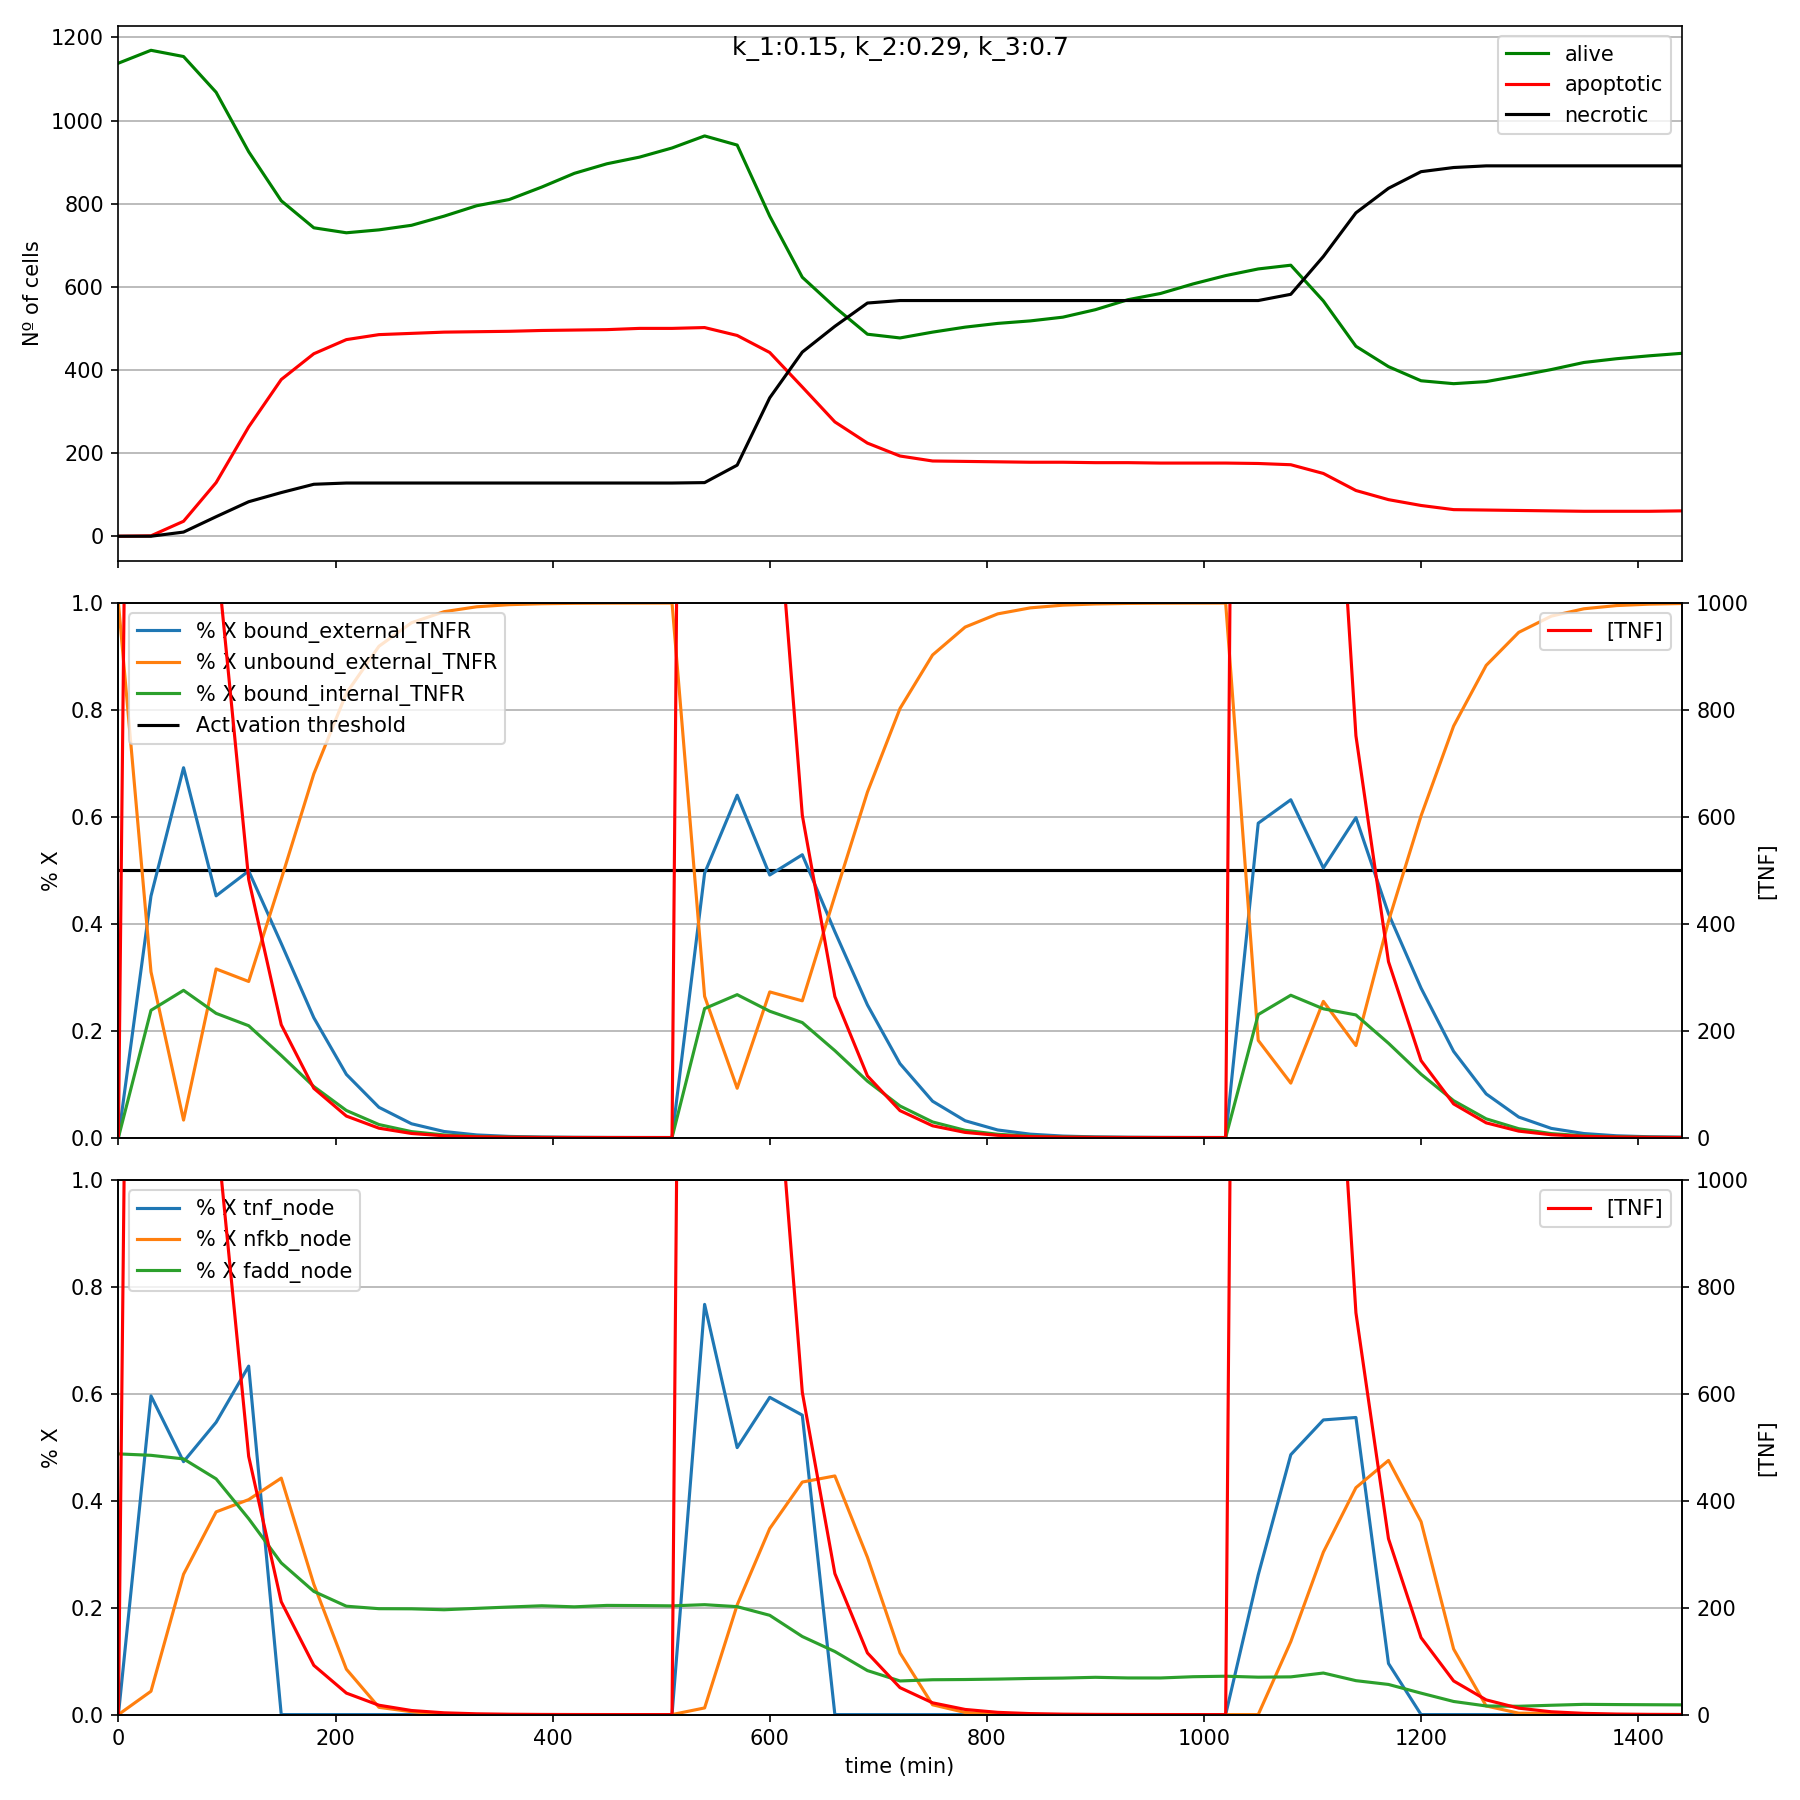 k_1:0.15, k_2:0.29, k_3:0.7
alive
apoptotic
necrotic
1200
1000
800
600
400
200
0
Nº of cells
% X bound_external_TNFR
% X unbound_external_TNFR
% X bound_internal_TNFR
Activation threshold
[TNF]
1.0
0.8
0.6
0.4
0.2
0.0
% X
1000
800
600
400
200
0
[TNF]
% X tnf_node
% X nfkb_node
% X fadd_node
[TNF]
1.0
0.8
0.6
0.4
0.2
0.0
% X
1000
800
600
400
200
0
[TNF]
0 200 400 600 800 1000 1200 1400
time (min)